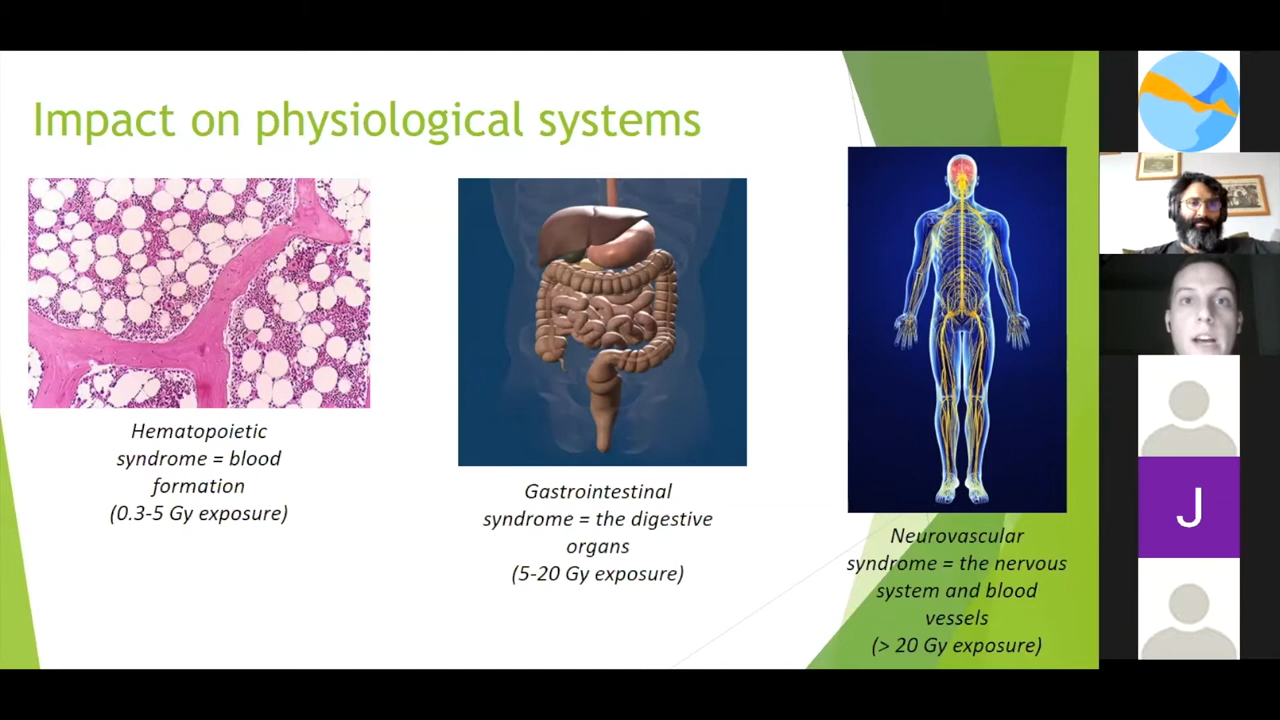 Impact on physiological systems
Hematopoietic
syndrome = blood
formation
(0.3-5 Gy exposure)
Gastrointestinal
syndrome = the digestive
organs
(5-20 Gy exposure)
Neurovascular
syndrome = the nervous
system and blood
vessels
(> 20 Gy exposure)
J